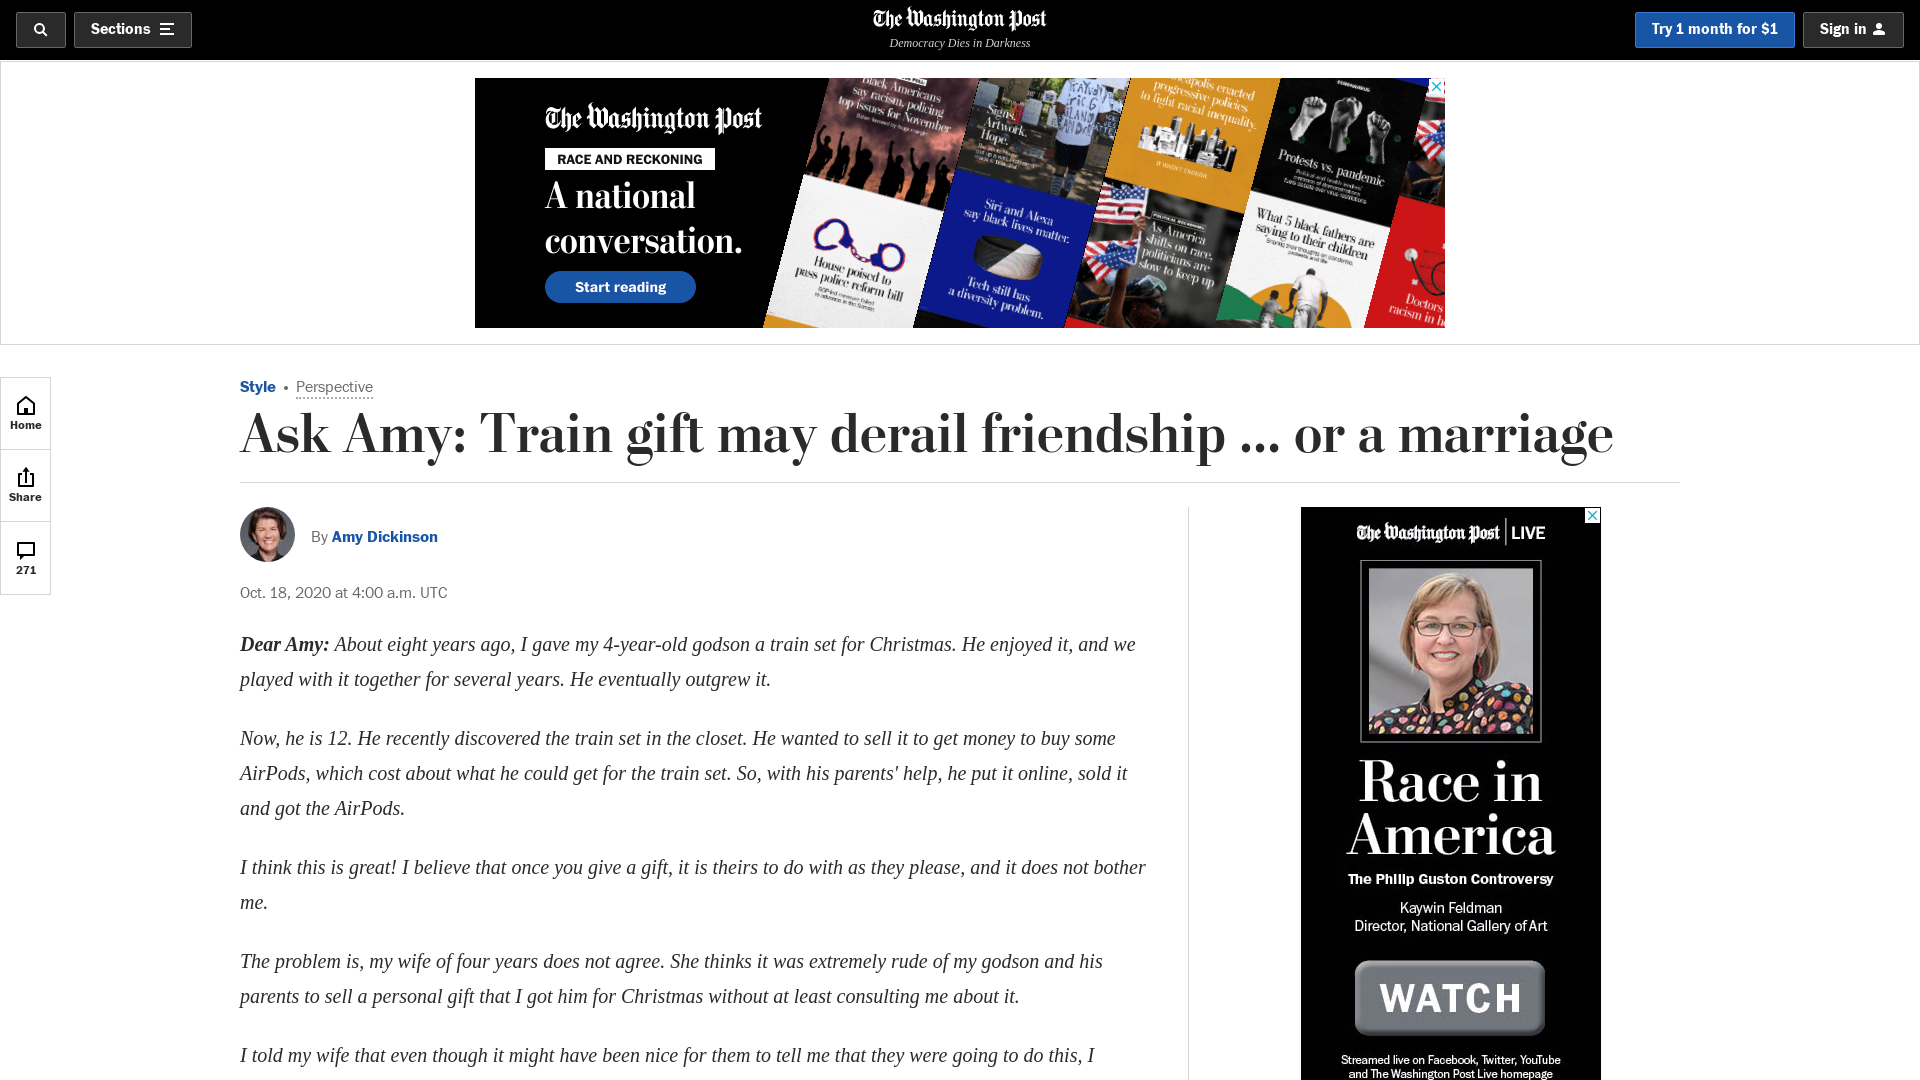 Sections
The Washington Post
Democracy Dies in Darkness
Try 1 month for $1
Sign in
The Washington Post
RACE AND RECKONING
A national
conversation.
Start reading
Black Americans
say racism, policing
top issues for November
Signs.
Artwork.
Hope.
to fight racial inequality.
IT WASN'T ENOUGH.
CORONAVIRUS
Protests vs. pandemic
House poised to
pass police reform bill
Siri and Alexa
say black lives matter.
Tech still has
a diversity problem.
As America
shifts on race,
politicians are
slow to keep up
What 5 black fathers are
saying to their children
Doctors
Home
Share
271
Style • Perspective
Ask Amy: Train gift may derail friendship ... or a marriage
By Amy Dickinson
Oct. 18, 2020 at 4:00 a.m. UTC
Dear Amy: About eight years ago, I gave my 4-year-old godson a train set for Christmas. He enjoyed it, and we
played with it together for several years. He eventually outgrew it.
Now, he is 12. He recently discovered the train set in the closet. He wanted to sell it to get money to buy some
AirPods, which cost about what he could get for the train set. So, with his parents' help, he put it online, sold it
and got the AirPods.
I think this is great! I believe that once you give a gift, it is theirs to do with as they please, and it does not bother
me.
The problem is, my wife of four years does not agree. She thinks it was extremely rude of my godson and his
parents to sell a personal gift that I got him for Christmas without at least consulting me about it.
I told my wife that even though it might have been nice for them to tell me that they were going to do this, I
The Washington Post LIVE
Race in
America
The Philip Guston Controversy
Kaywin Feldman
Director, National Gallery of Art
WATCH
Streamed live on Facebook, Twitter, YouTube
and The Washington Post Live homepage